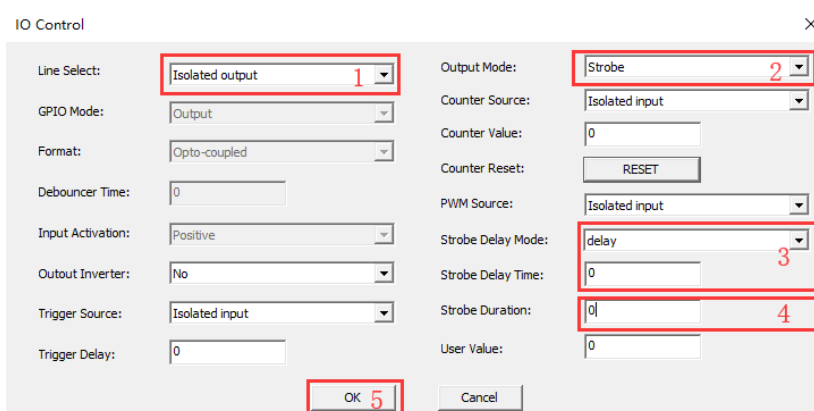 IO Control
Line Select:
Isolated output
1
GPIO Mode:
Output
Format:
Opto-coupled
Debouncer Time:
0
Input Activation:
Positive
Outout Inverter:
No
Trigger Source:
Isolated input
Trigger Delay:
0
Output Mode:
Strobe
2
Counter Source:
Isolated input
Counter Value:
0
Counter Reset:
RESET
PWM Source:
Isolated input
Strobe Delay Mode:
delay
3
Strobe Delay Time:
0
Strobe Duration:
0
4
User Value:
0
OK
5
Cancel